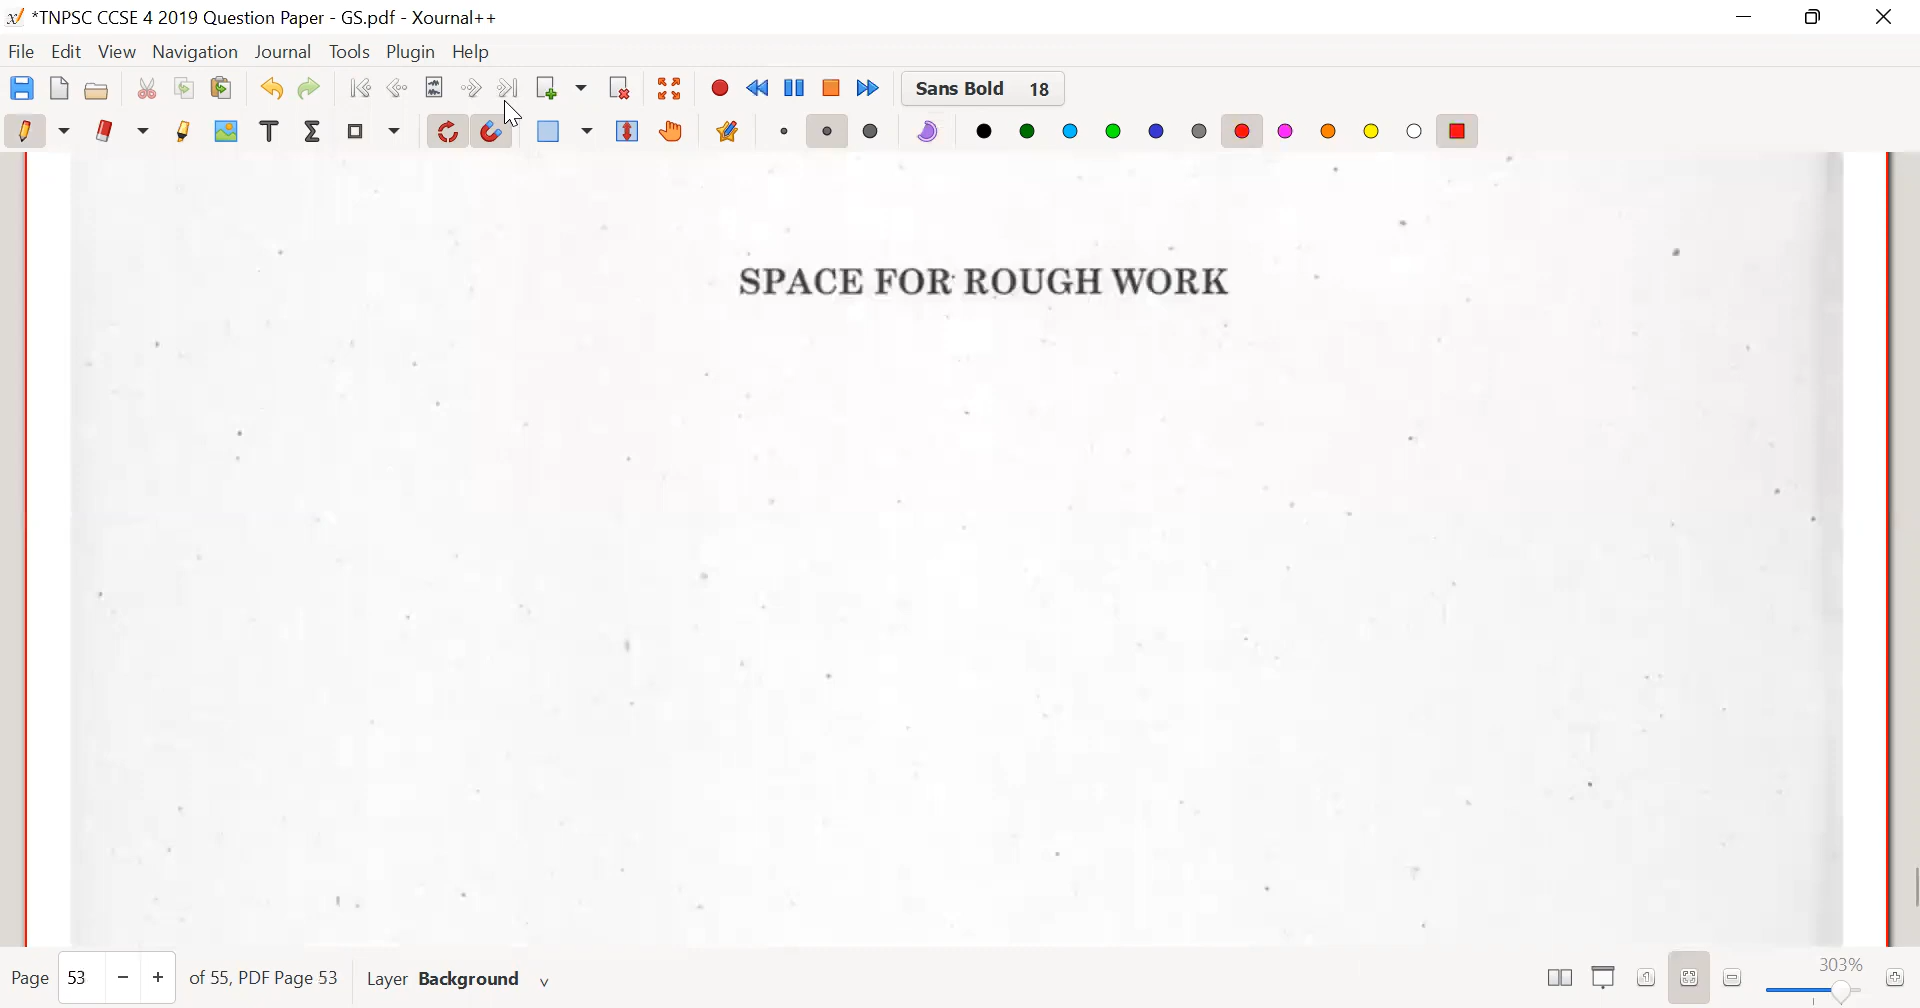 *TNPSC CCSE 4 2019 Question Paper - GS.pdf - Xournal++
File Edit View Navigation Journal Tools Plugin Help
Sans Bold 18
SPACE FOR ROUGH WORK
303%
Page 53 − + of 55, PDF Page 53 Layer Background